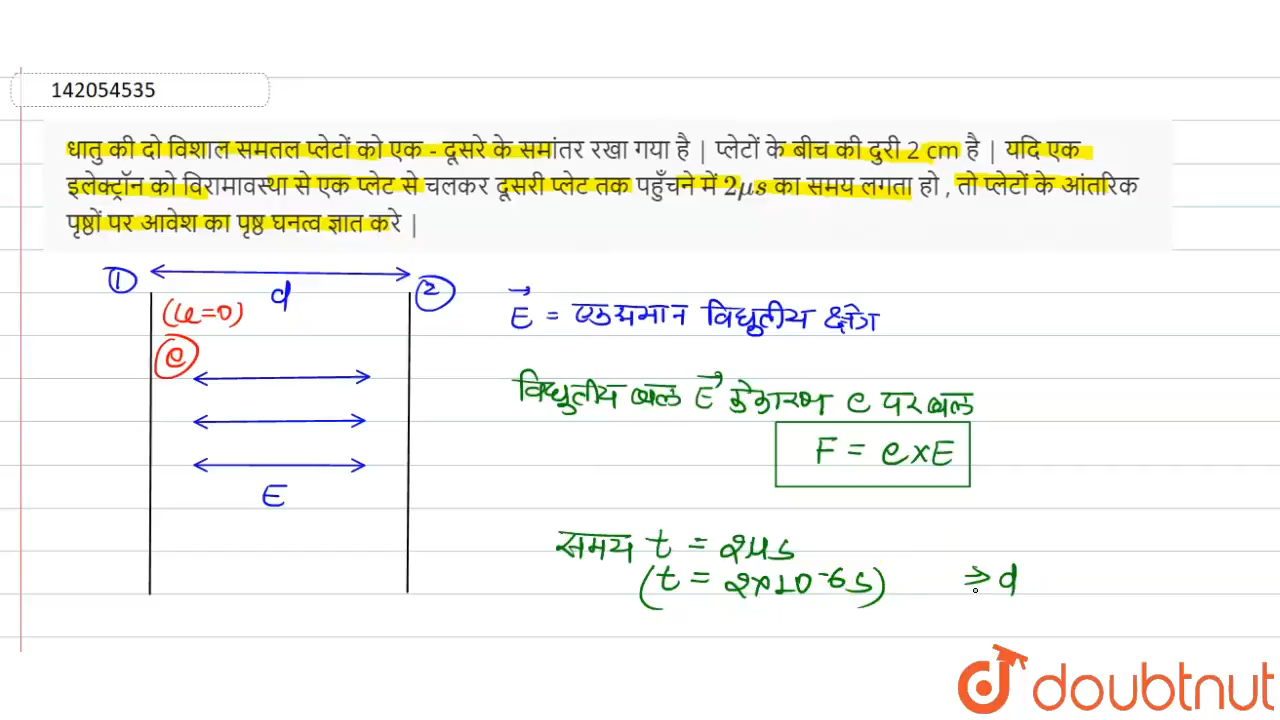 142054535
धातु की दो विशाल समतल प्लेटों को एक - दूसरे के समांतर रखा गया है | प्लेटों के बीच की दुरी 2 cm है | यदि एक
इलेक्ट्रॉन को विरामावस्था से एक प्लेट से चलकर दूसरी प्लेट तक पहुँचने में 2μs का समय लगता हो , तो प्लेटों के आंतरिक
पृष्ठों पर आवेश का पृष्ठ घनत्व ज्ञात करे |
① d ②
(u=0)
e
E
E = एकसमान विधुतीय क्षेत्र
विधुतीय बल E के कारण e पर बल
F = e×E
समय t = 2μs
(t = 2×10-6s) ⇒ d
doubtnut